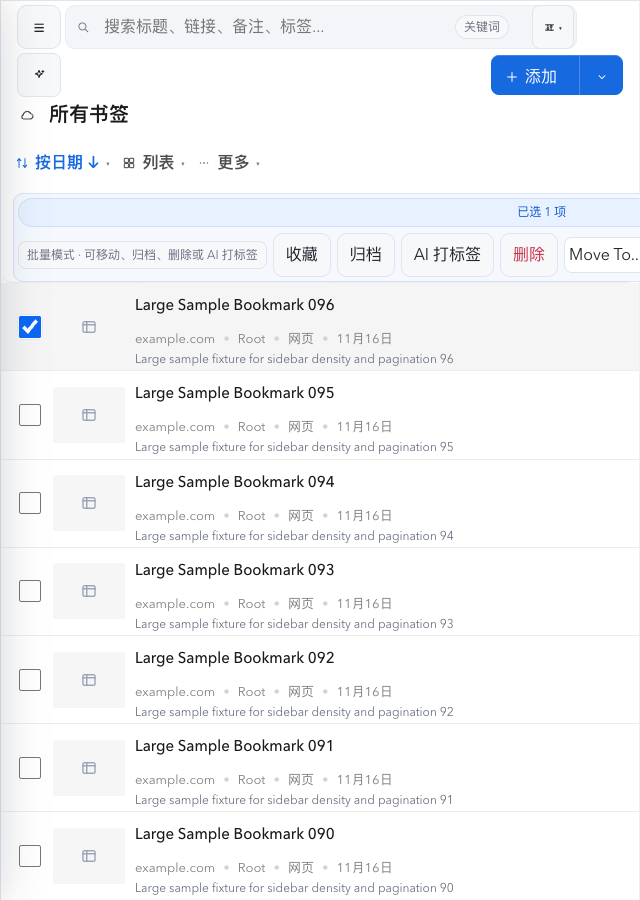 搜索标题、链接、备注、标签...
关键词
+ 添加
所有书签
按日期
列表
更多
已选 1 项
批量模式 · 可移动、归档、删除或 AI 打标签
收藏
归档
AI 打标签
删除
Move To..
Large Sample Bookmark 096
example.com • Root • 网页 • 11月16日
Large sample fixture for sidebar density and pagination 96
Large Sample Bookmark 095
example.com • Root • 网页 • 11月16日
Large sample fixture for sidebar density and pagination 95
Large Sample Bookmark 094
example.com • Root • 网页 • 11月16日
Large sample fixture for sidebar density and pagination 94
Large Sample Bookmark 093
example.com • Root • 网页 • 11月16日
Large sample fixture for sidebar density and pagination 93
Large Sample Bookmark 092
example.com • Root • 网页 • 11月16日
Large sample fixture for sidebar density and pagination 92
Large Sample Bookmark 091
example.com • Root • 网页 • 11月16日
Large sample fixture for sidebar density and pagination 91
Large Sample Bookmark 090
example.com • Root • 网页 • 11月16日
Large sample fixture for sidebar density and pagination 90